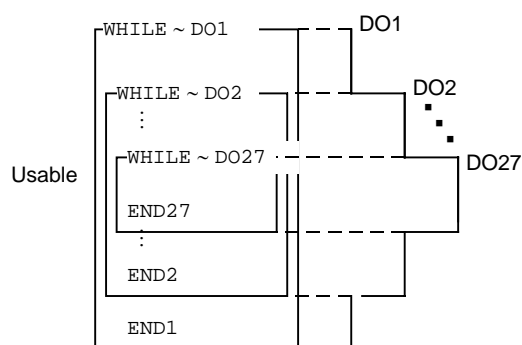 WHILE ~ DO1
DO1
WHILE ~ DO2
DO2
WHILE ~ DO27
DO27
Usable
END27
END2
END1